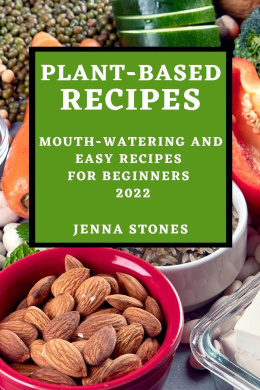 PLANT-BASED
RECIPES
MOUTH-WATERING AND
EASY RECIPES
FOR BEGINNERS
2022
JENNA STONES